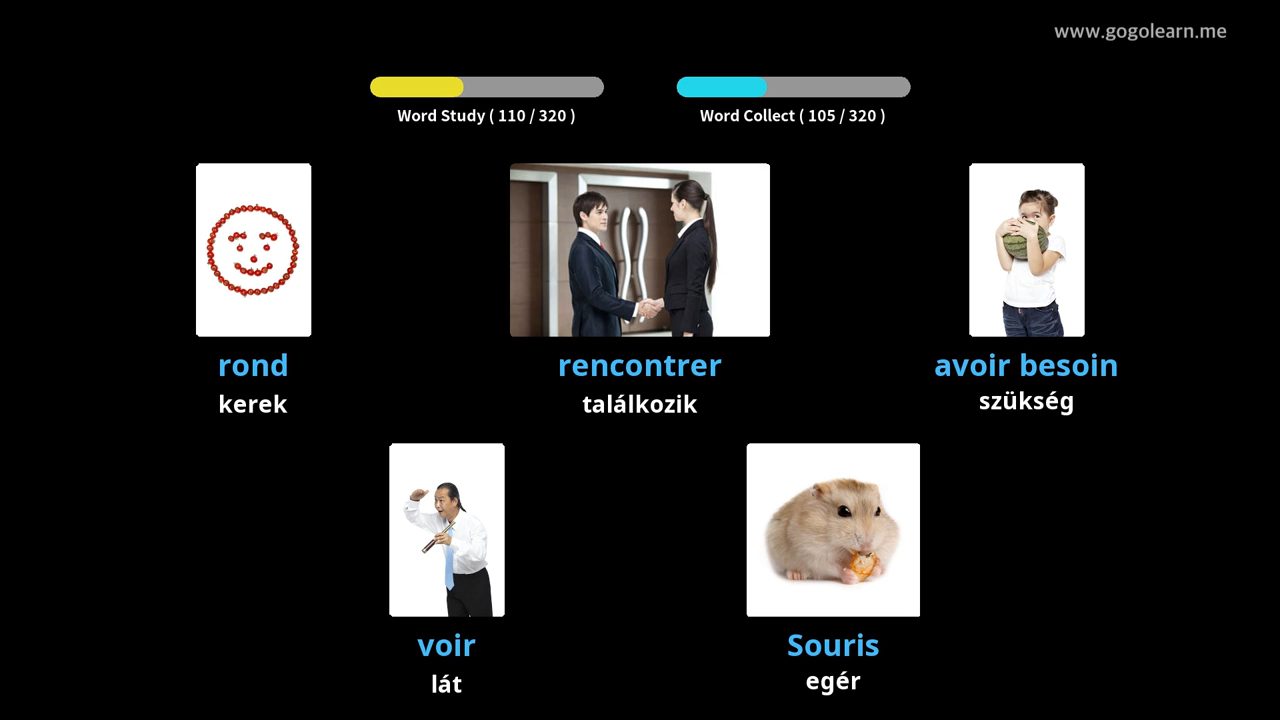 www.gogolearn.me
Word Study ( 110 / 320 )
Word Collect ( 105 / 320 )
rond
kerek
rencontrer
találkozik
avoir besoin
szükség
voir
lát
Souris
egér